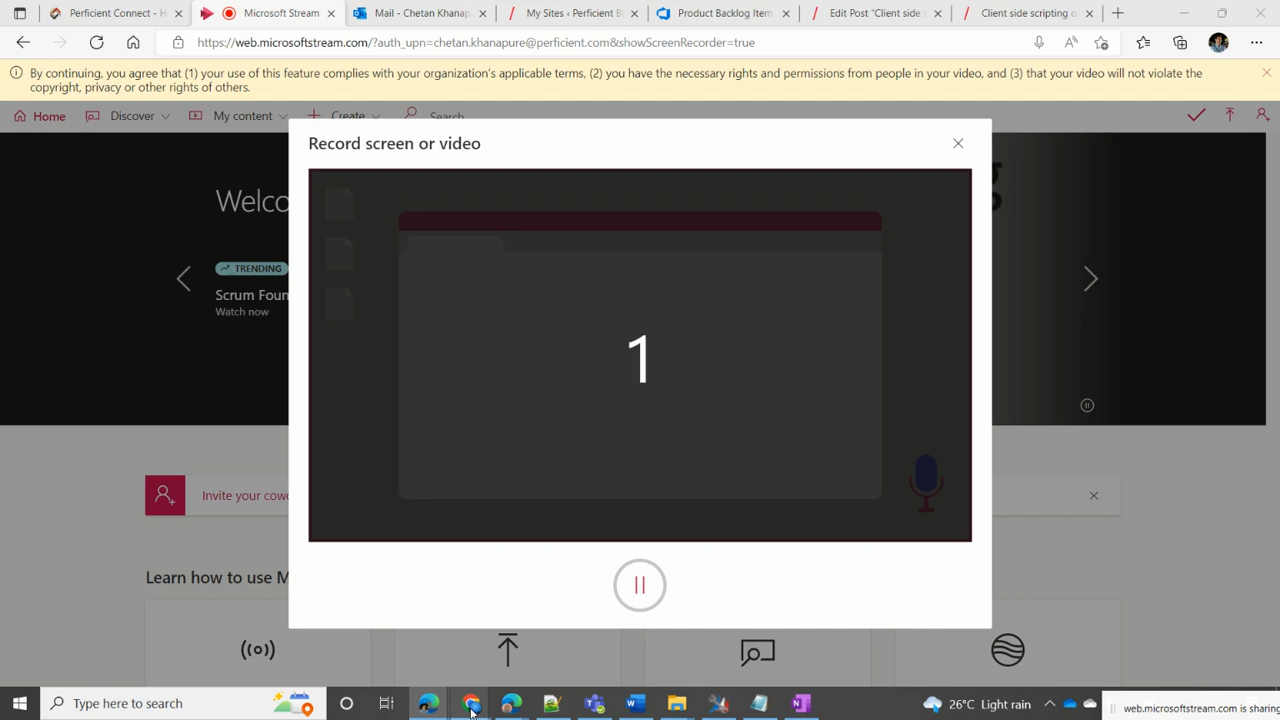 Perficient Connect - H
Microsoft Stream
Mail - Chetan Khanap
My Sites ‹ Perficient B
Product Backlog Item
Edit Post "Client side
Client side scripting o
https://web.microsoftstream.com/?auth_upn=chetan.khanapure@perficient.com&showScreenRecorder=true
By continuing, you agree that (1) your use of this feature complies with your organization's applicable terms, (2) you have the necessary rights and permissions from people in your video, and (3) that your video will not violate the
copyright, privacy or other rights of others.
Home
Discover
My content
Create
Search
Record screen or video
Welco
TRENDING
Scrum Foun
Watch now
1
Invite your cowo
Learn how to use M
Type here to search
26°C Light rain
web.microsoftstream.com is sharing